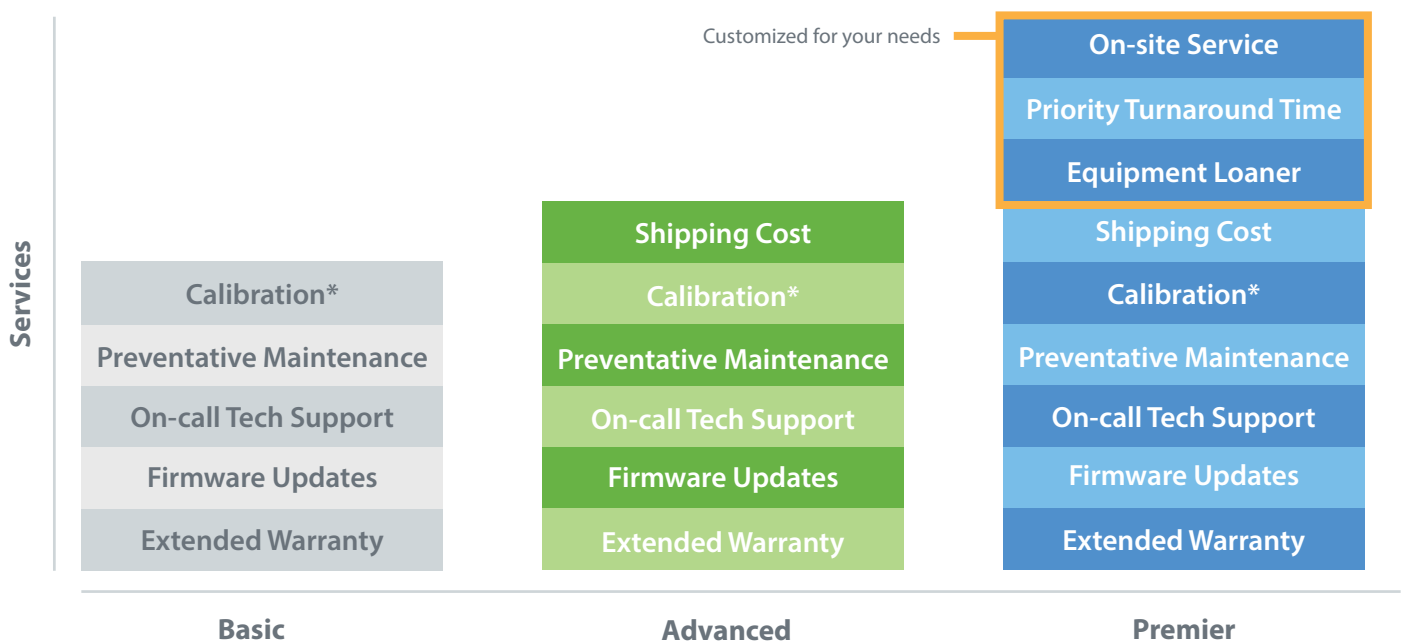 Customized for your needs
On-site Service
Priority Turnaround Time
Equipment Loaner
Shipping Cost
Calibration*
Preventative Maintenance
On-call Tech Support
Firmware Updates
Extended Warranty
Shipping Cost
Calibration*
Preventative Maintenance
On-call Tech Support
Firmware Updates
Extended Warranty
Calibration*
Preventative Maintenance
On-call Tech Support
Firmware Updates
Extended Warranty
Services
Basic
Advanced
Premier